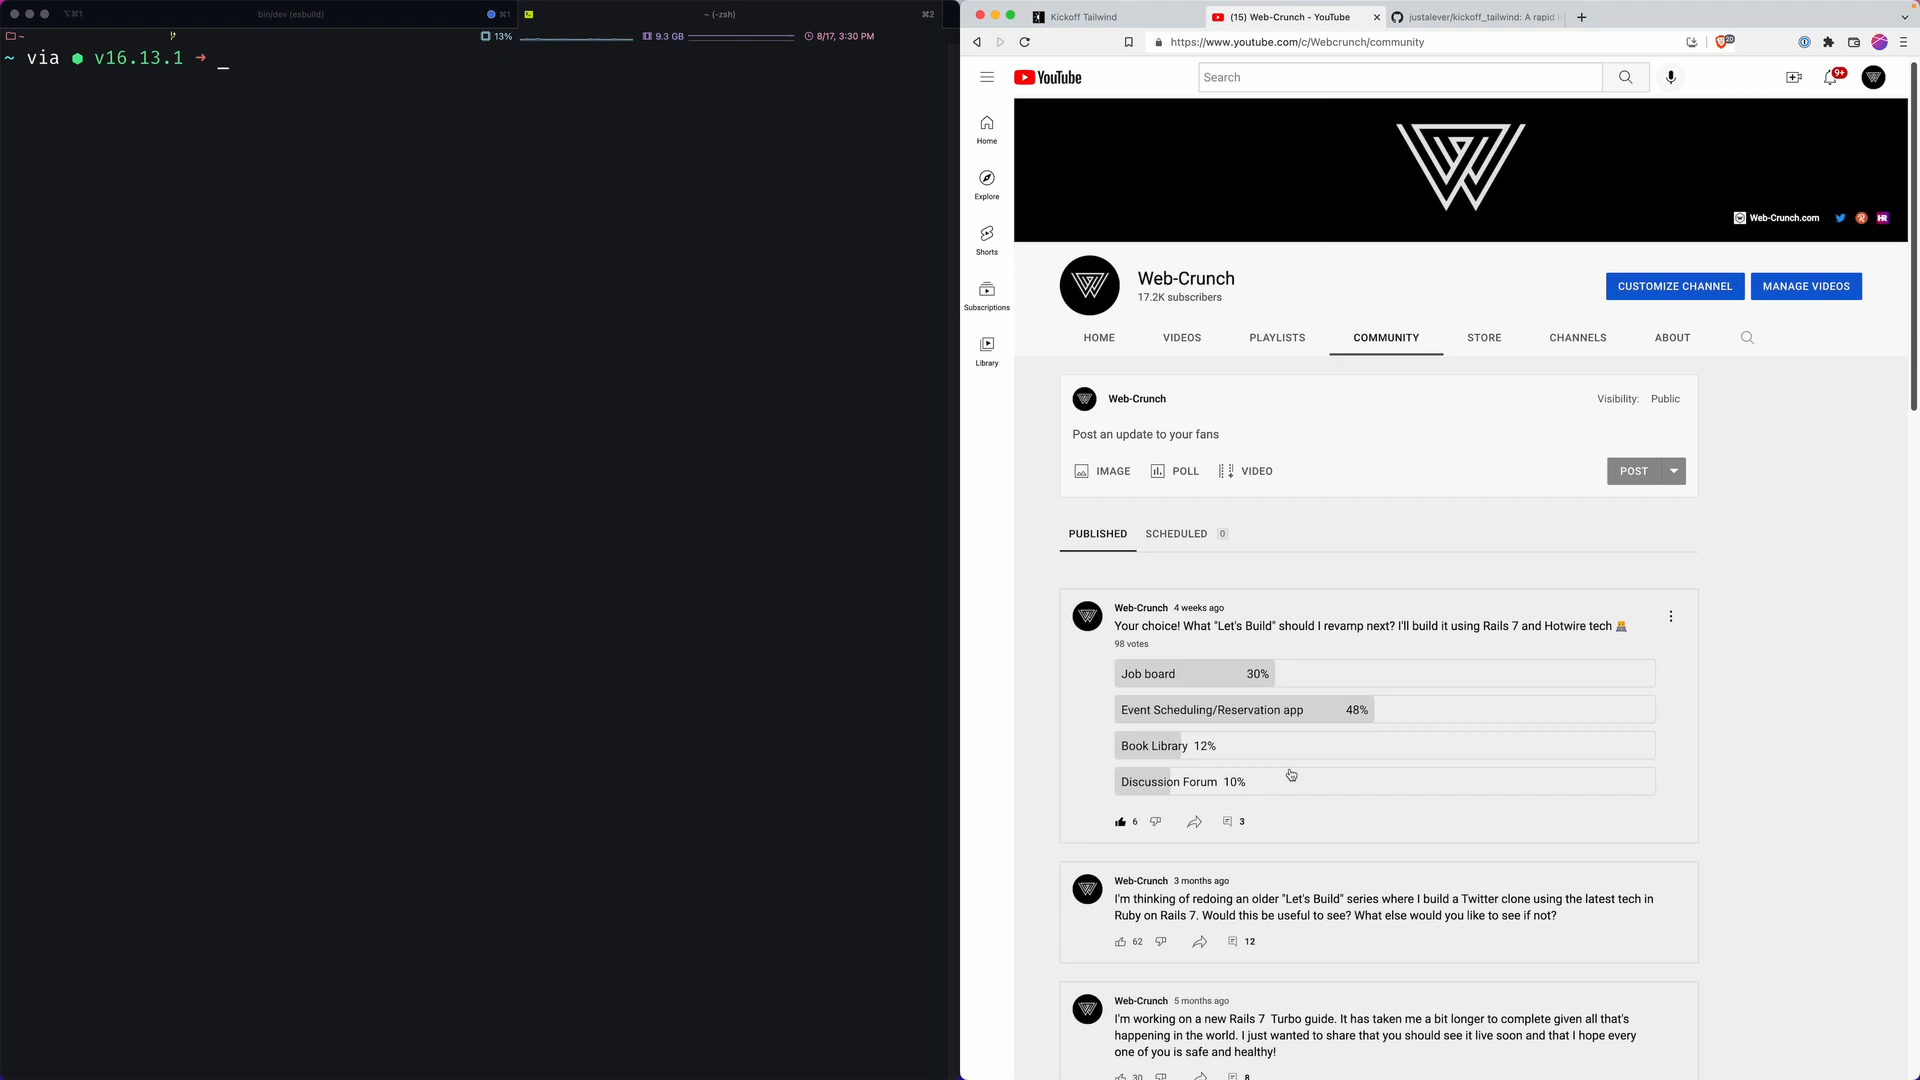 ⌥⌘1
bin/dev (esbuild)
⌘1
~ (-zsh)
⌘2
~
13%
9.3 GB
8/17, 3:30 PM
~ via ⬢ v16.13.1 ➜ _
Kickoff Tailwind
(15) Web-Crunch - YouTube
justalever/kickoff_tailwind: A rapid
https://www.youtube.com/c/Webcrunch/community
20
YouTube
Search
9+
Home
Explore
Shorts
Subscriptions
Library
Web-Crunch.com
HR
Web-Crunch
17.2K subscribers
CUSTOMIZE CHANNEL
MANAGE VIDEOS
HOME VIDEOS PLAYLISTS COMMUNITY STORE CHANNELS ABOUT
Web-Crunch
Visibility: Public
Post an update to your fans
IMAGE POLL VIDEO
POST
PUBLISHED SCHEDULED 0
Web-Crunch 4 weeks ago
Your choice! What "Let's Build" should I revamp next? I'll build it using Rails 7 and Hotwire tech
98 votes
Job board 30%
Event Scheduling/Reservation app 48%
Book Library 12%
Discussion Forum 10%
6 3
Web-Crunch 3 months ago
I'm thinking of redoing an older "Let's Build" series where I build a Twitter clone using the latest tech in
Ruby on Rails 7. Would this be useful to see? What else would you like to see if not?
62 12
Web-Crunch 5 months ago
I'm working on a new Rails 7 Turbo guide. It has taken me a bit longer to complete given all that's
happening in the world. I just wanted to share that you should see it live soon and that I hope every
one of you is safe and healthy!
30 8